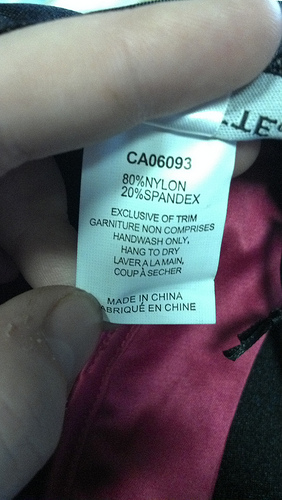 CA06093
80%NYLON
20%SPANDEX
EXCLUSIVE OF TRIM
GARNITURE NON COMPRISES
HANDWASH ONLY,
HANG TO DRY
LAVER A LA MAIN,
COUP À SECHER
MADE IN CHINA
ABRIQUÉ EN CHINE